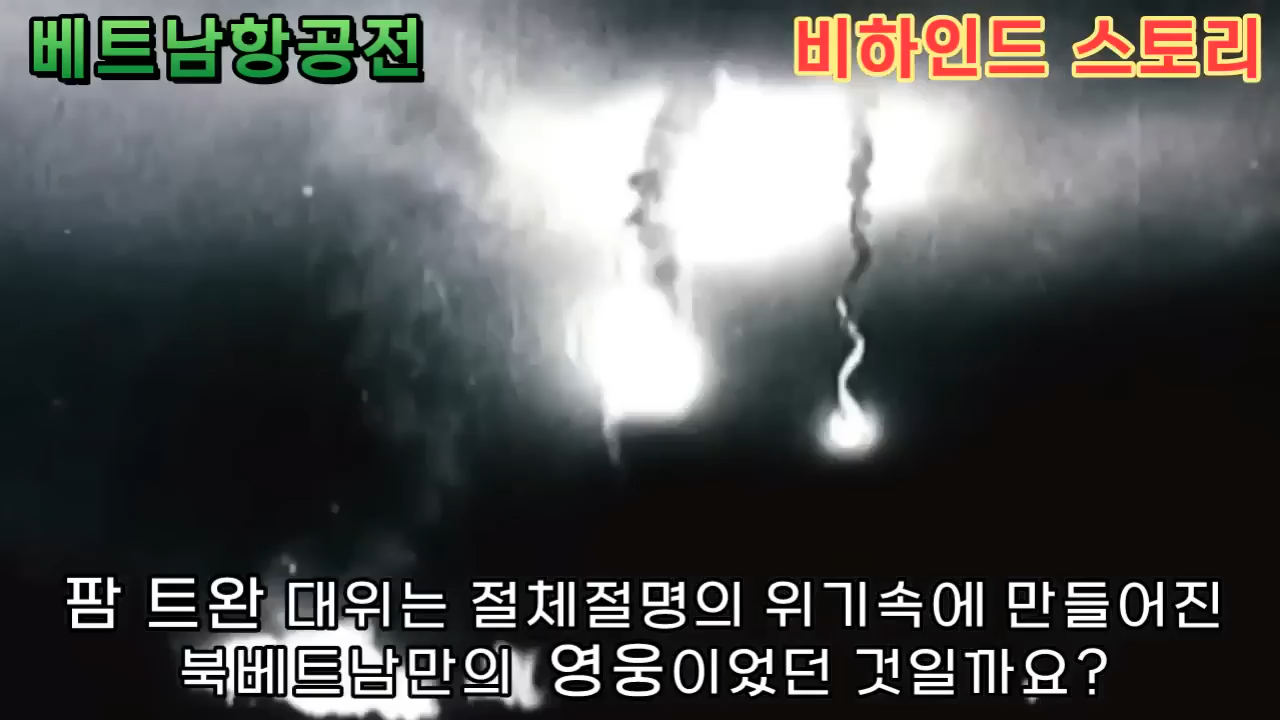 베트남항공전
비하인드 스토리
팜 트완 대위는 절체절명의 위기속에 만들어진
북베트남만의 영웅이었던 것일까요?